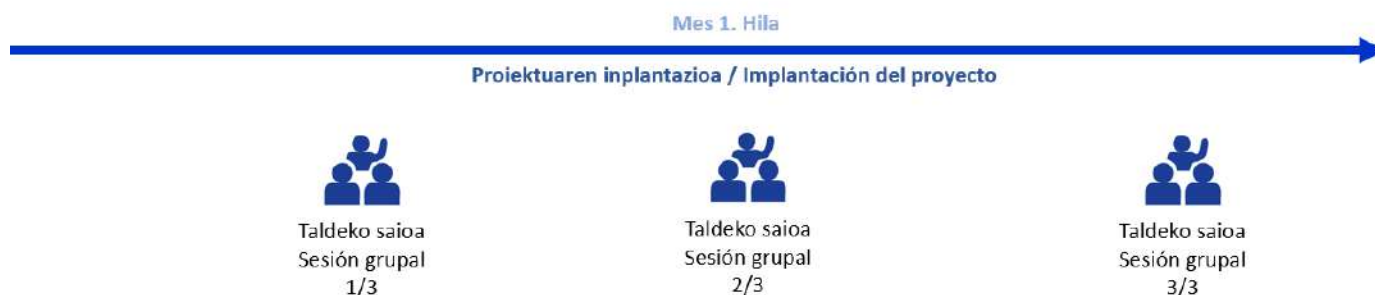 Mes 1. Hila
Proiektuaren inplantazioa / Implantación del proyecto
Taldeko saioa
Sesión grupal
1/3
Taldeko saioa
Sesión grupal
2/3
Taldeko saioa
Sesión grupal
3/3